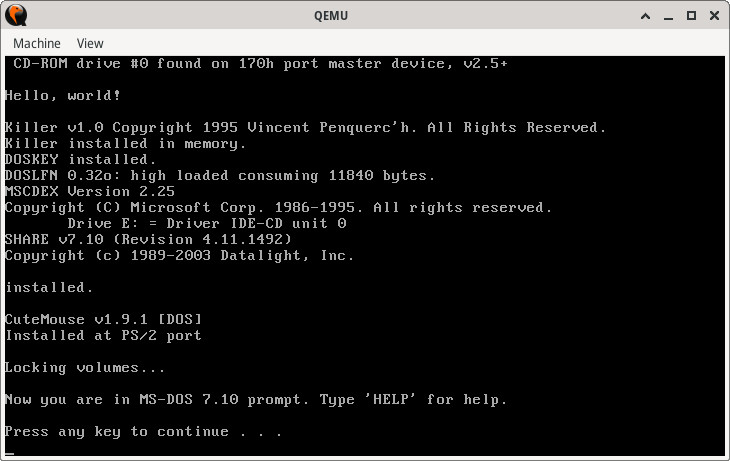 QEMU
Machine View
CD-ROM drive #0 found on 170h port master device, v2.5+
Hello, world!
Killer v1.0 Copyright 1995 Vincent Penquerc'h. All Rights Reserved.
Killer installed in memory.
DOSKEY installed.
DOSLFN 0.32o: high loaded consuming 11840 bytes.
MSCDEX Version 2.25
Copyright (C) Microsoft Corp. 1986-1995. All rights reserved.
Drive E: = Driver IDE-CD unit 0
SHARE v7.10 (Revision 4.11.1492)
Copyright (c) 1989-2003 Datalight, Inc.
installed.
CuteMouse v1.9.1 [DOS]
Installed at PS/2 port
Locking volumes...
Now you are in MS-DOS 7.10 prompt. Type 'HELP' for help.
Press any key to continue . . .